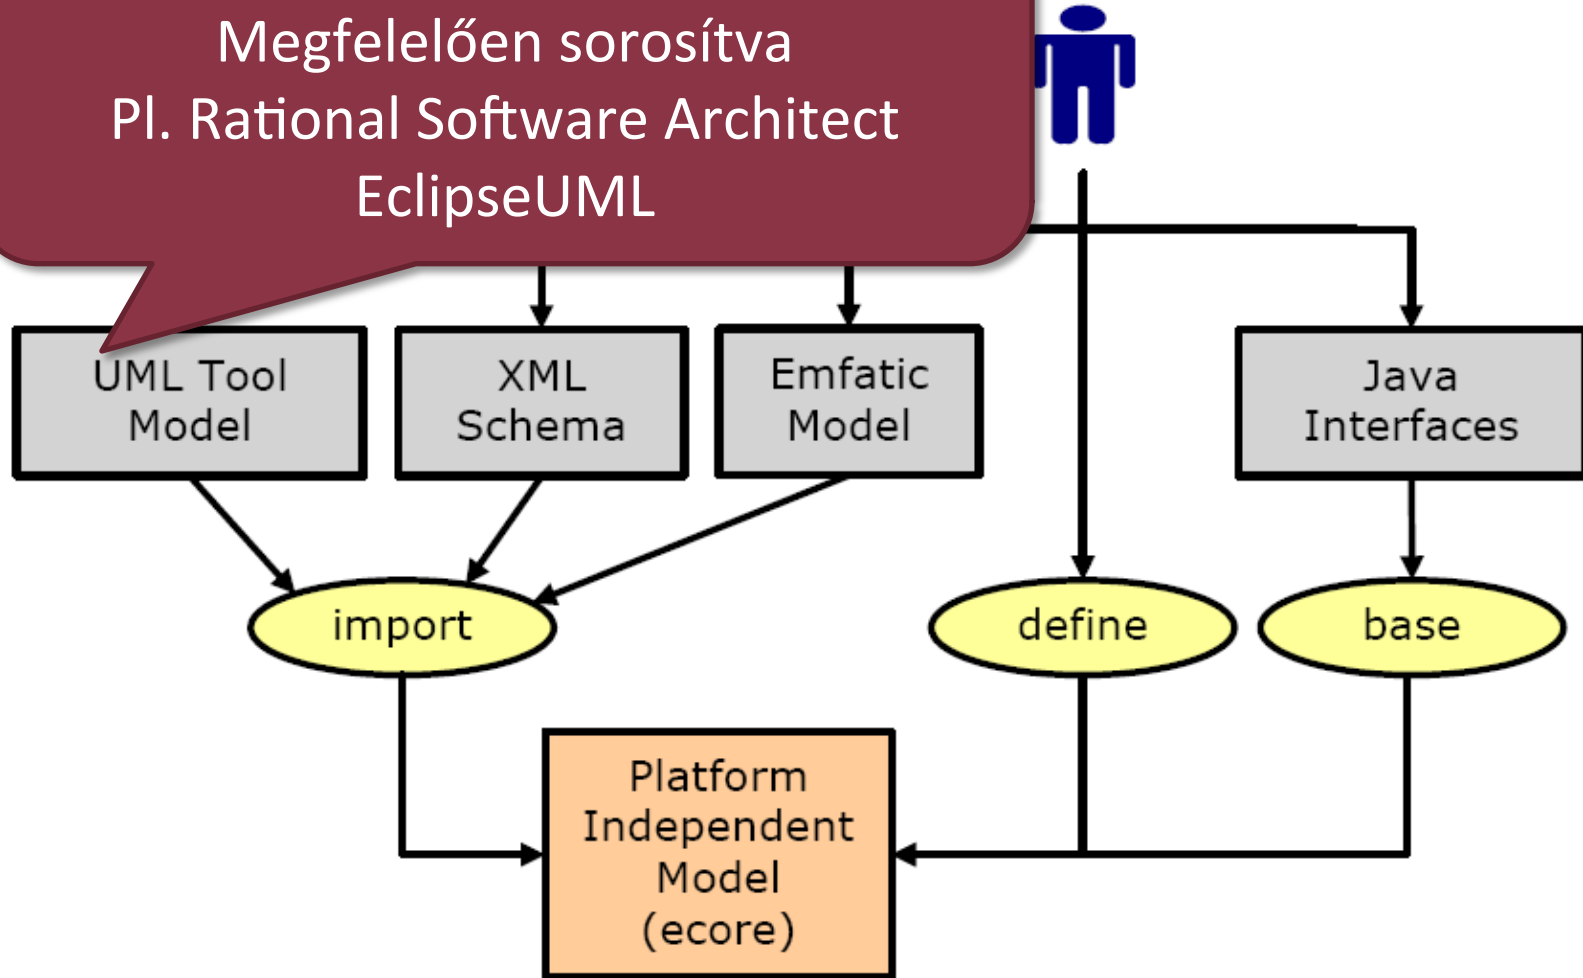 Megfelelően sorosítva
Pl. Rational Software Architect
EclipseUML
UML Tool
Model
XML
Schema
Emfatic
Model
Java
Interfaces
import
define
base
Platform
Independent
Model
(ecore)